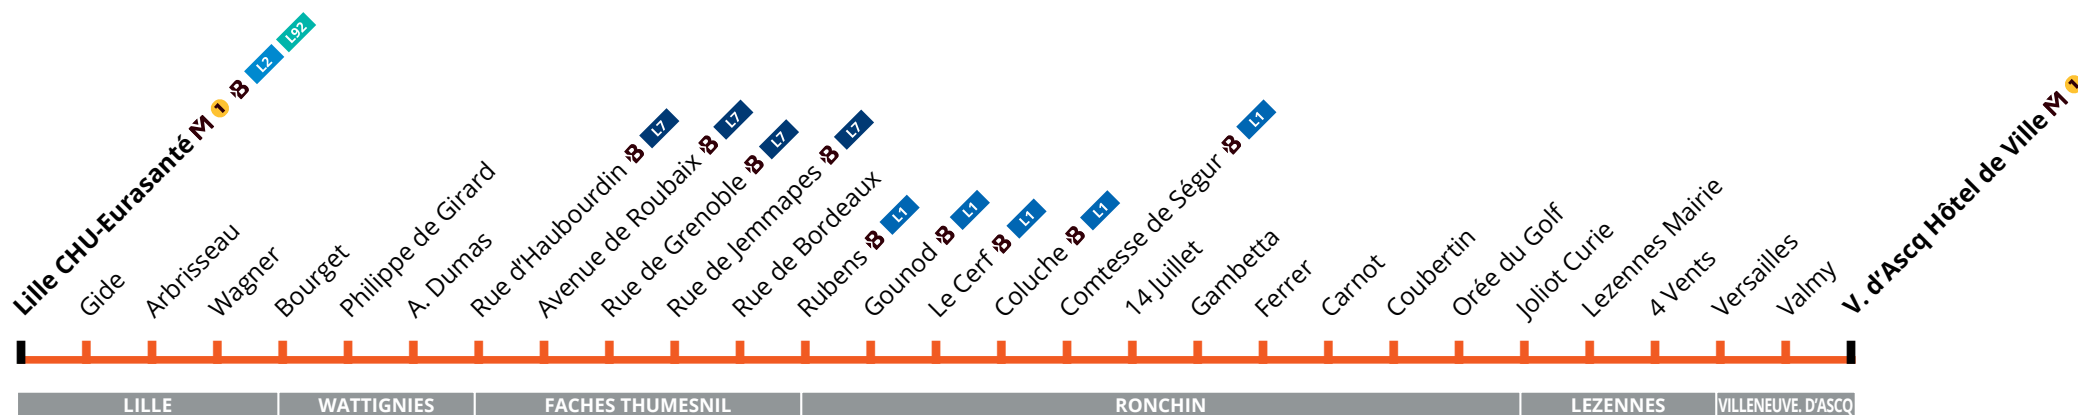 Lille CHU-Eurasanté M 1 B L2 L92
Gide
Arbrisseau
Wagner
Bourget
Philippe de Girard
A. Dumas
Rue d'Haubourdin B L7
Avenue de Roubaix B L7
Rue de Grenoble B L7
Rue de Jemmapes B L7
Rue de Bordeaux
Rubens B L1
Gounod B L1
Le Cerf B L1
Coluche B L1
Comtesse de Ségur B L1
14 Juillet
Gambetta
Ferrer
Carnot
Coubertin
Orée du Golf
Joliot Curie
Lezennes Mairie
4 Vents
Versailles
Valmy
V. d'Ascq Hôtel de Ville M 1
LILLE
WATTIGNIES
FACHES THUMESNIL
RONCHIN
LEZENNES
VILLENEUVE. D'ASCQ